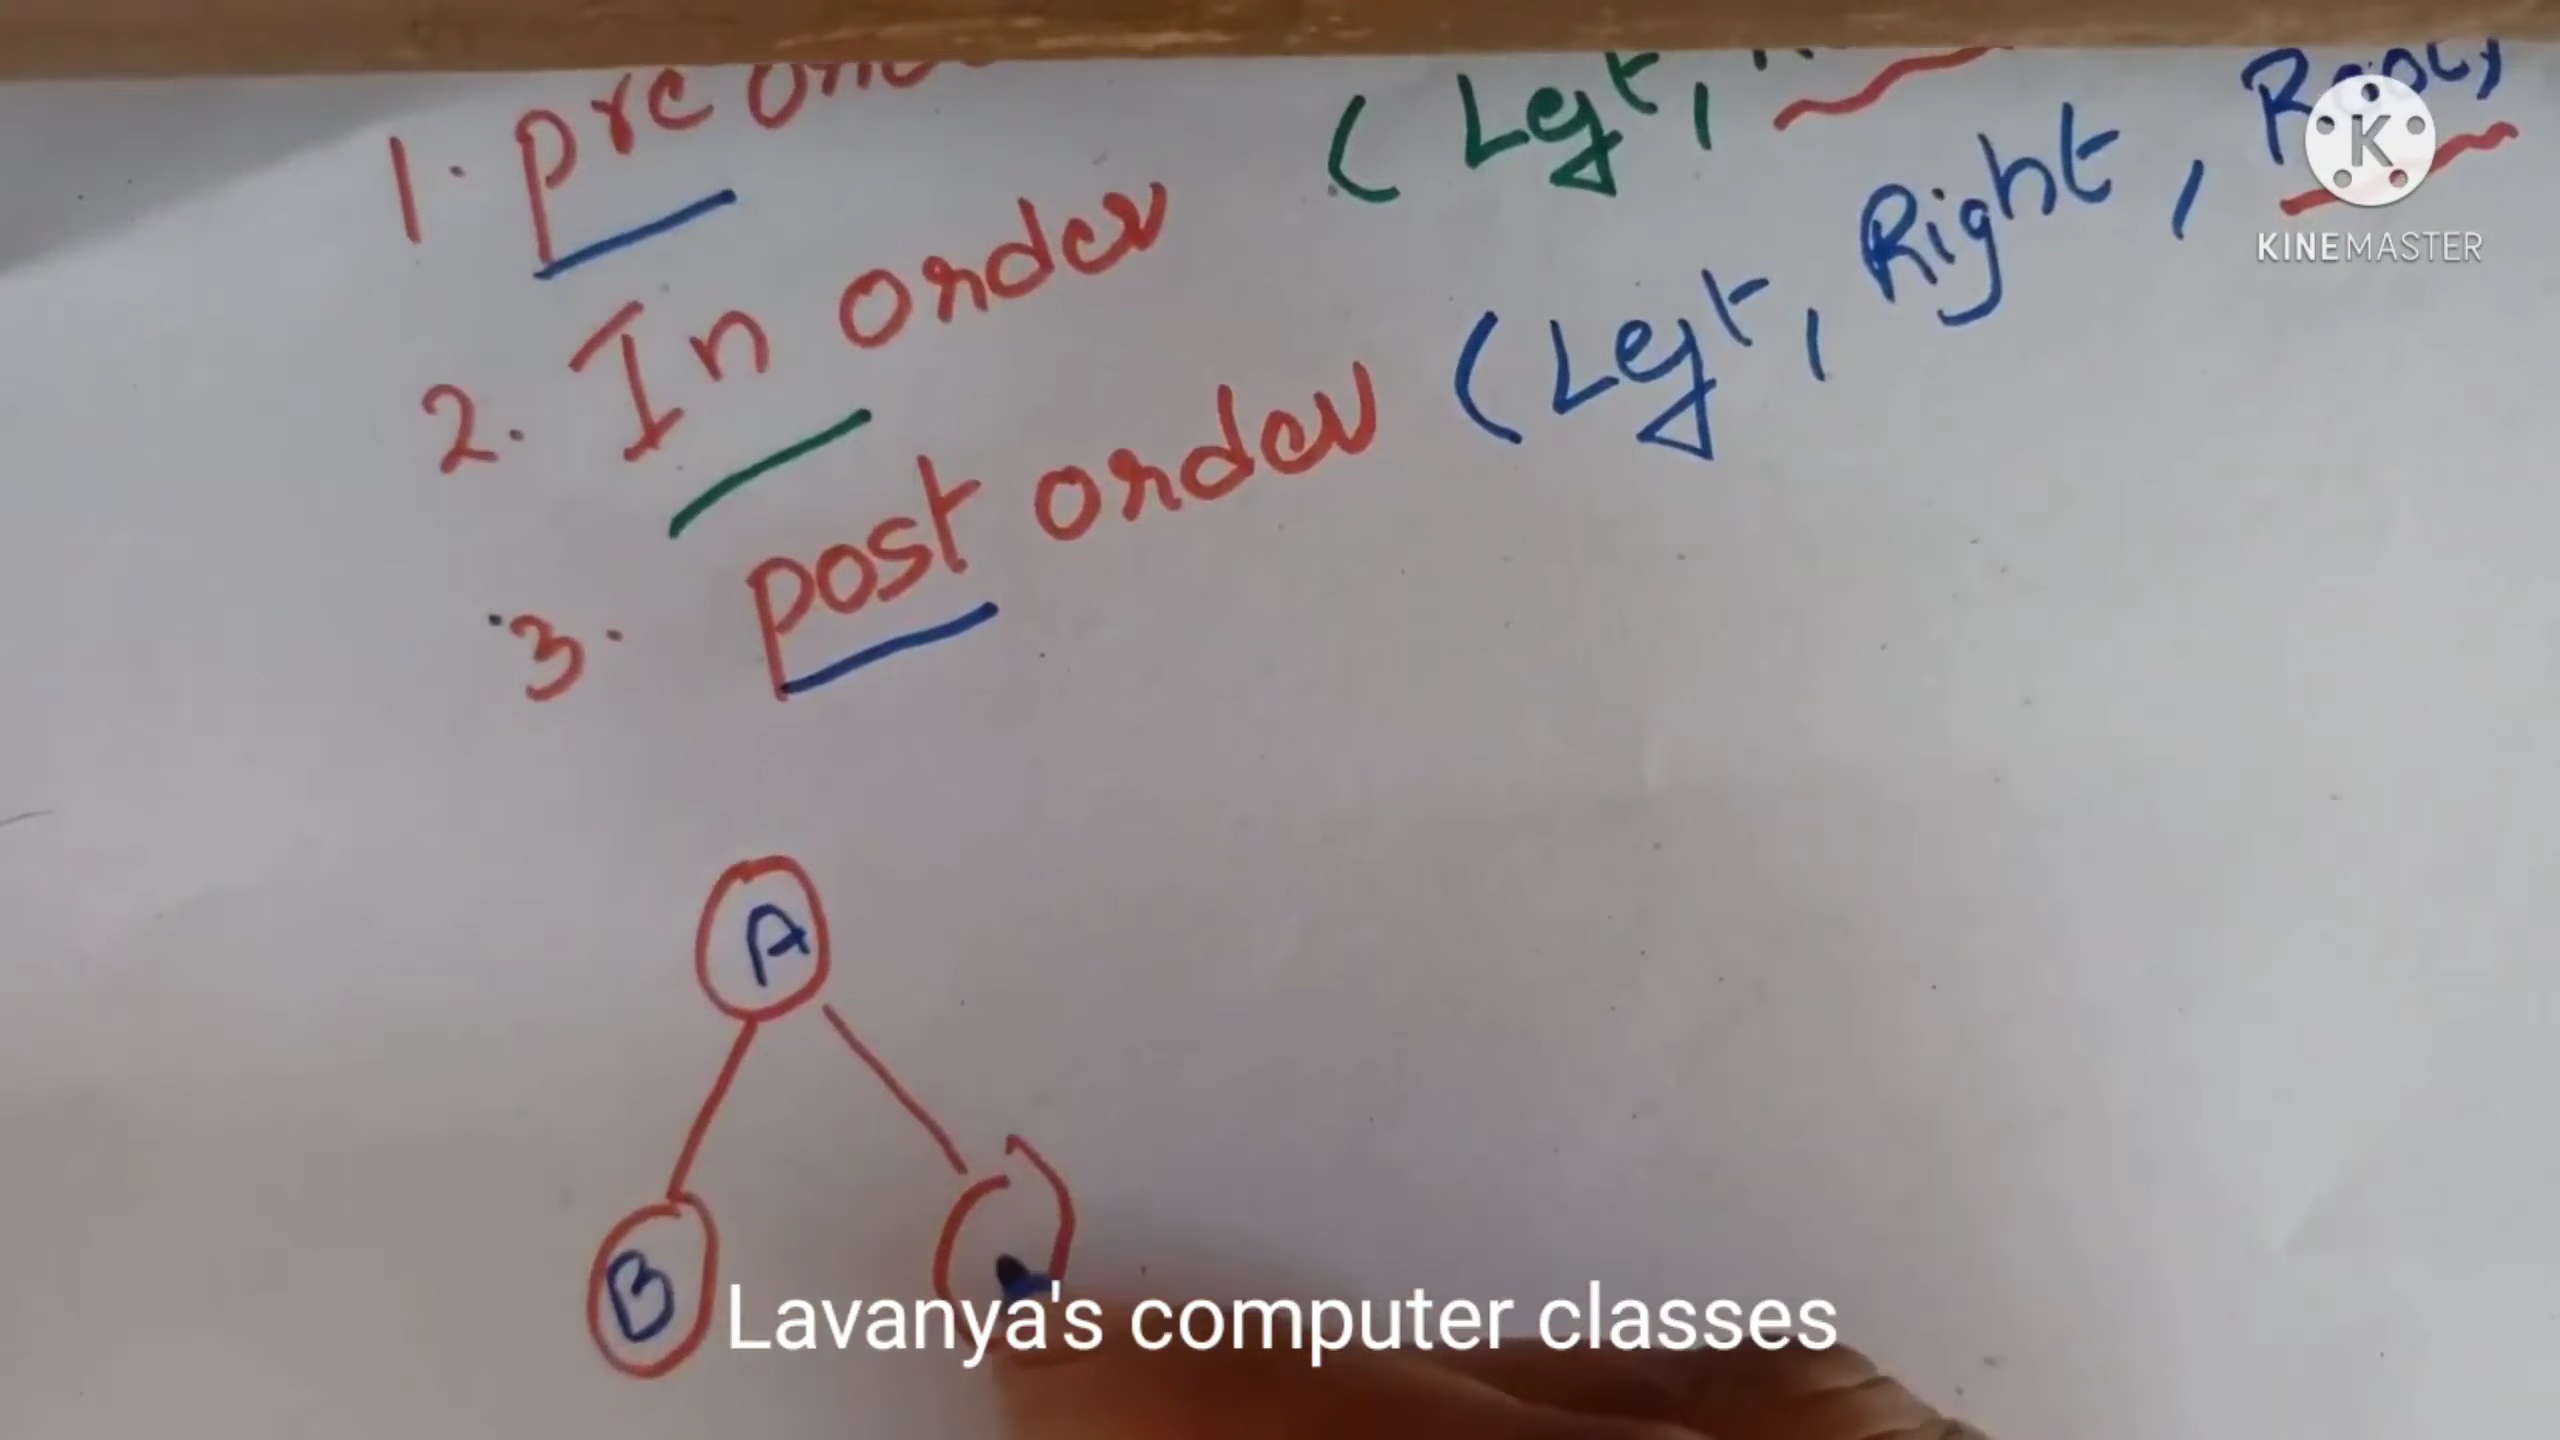 1. pre
(Left,
2. In order
(Left, Right, Root,
3. post order
A
B
Lavanya's computer classes
K
KINEMASTER